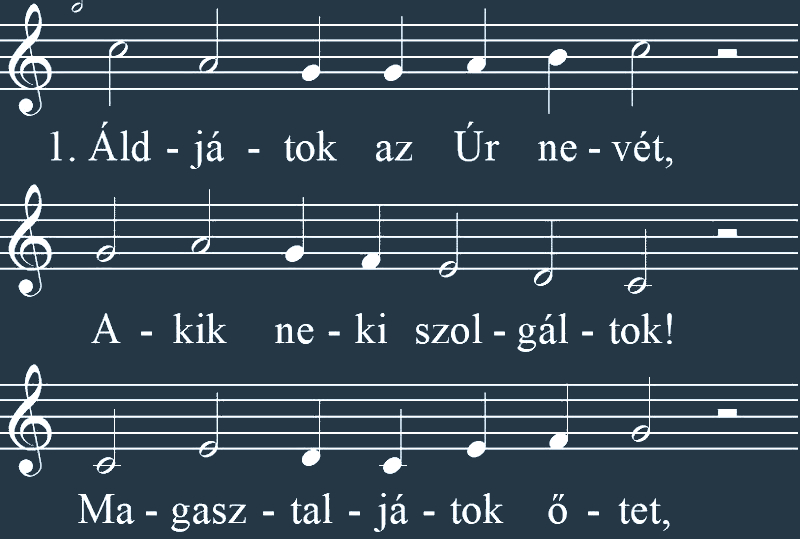 1. Áld - já - tok az Úr ne - vét,
A - kik ne - ki szol - gál - tok!
Ma - gasz - tal - já - tok ő - tet,